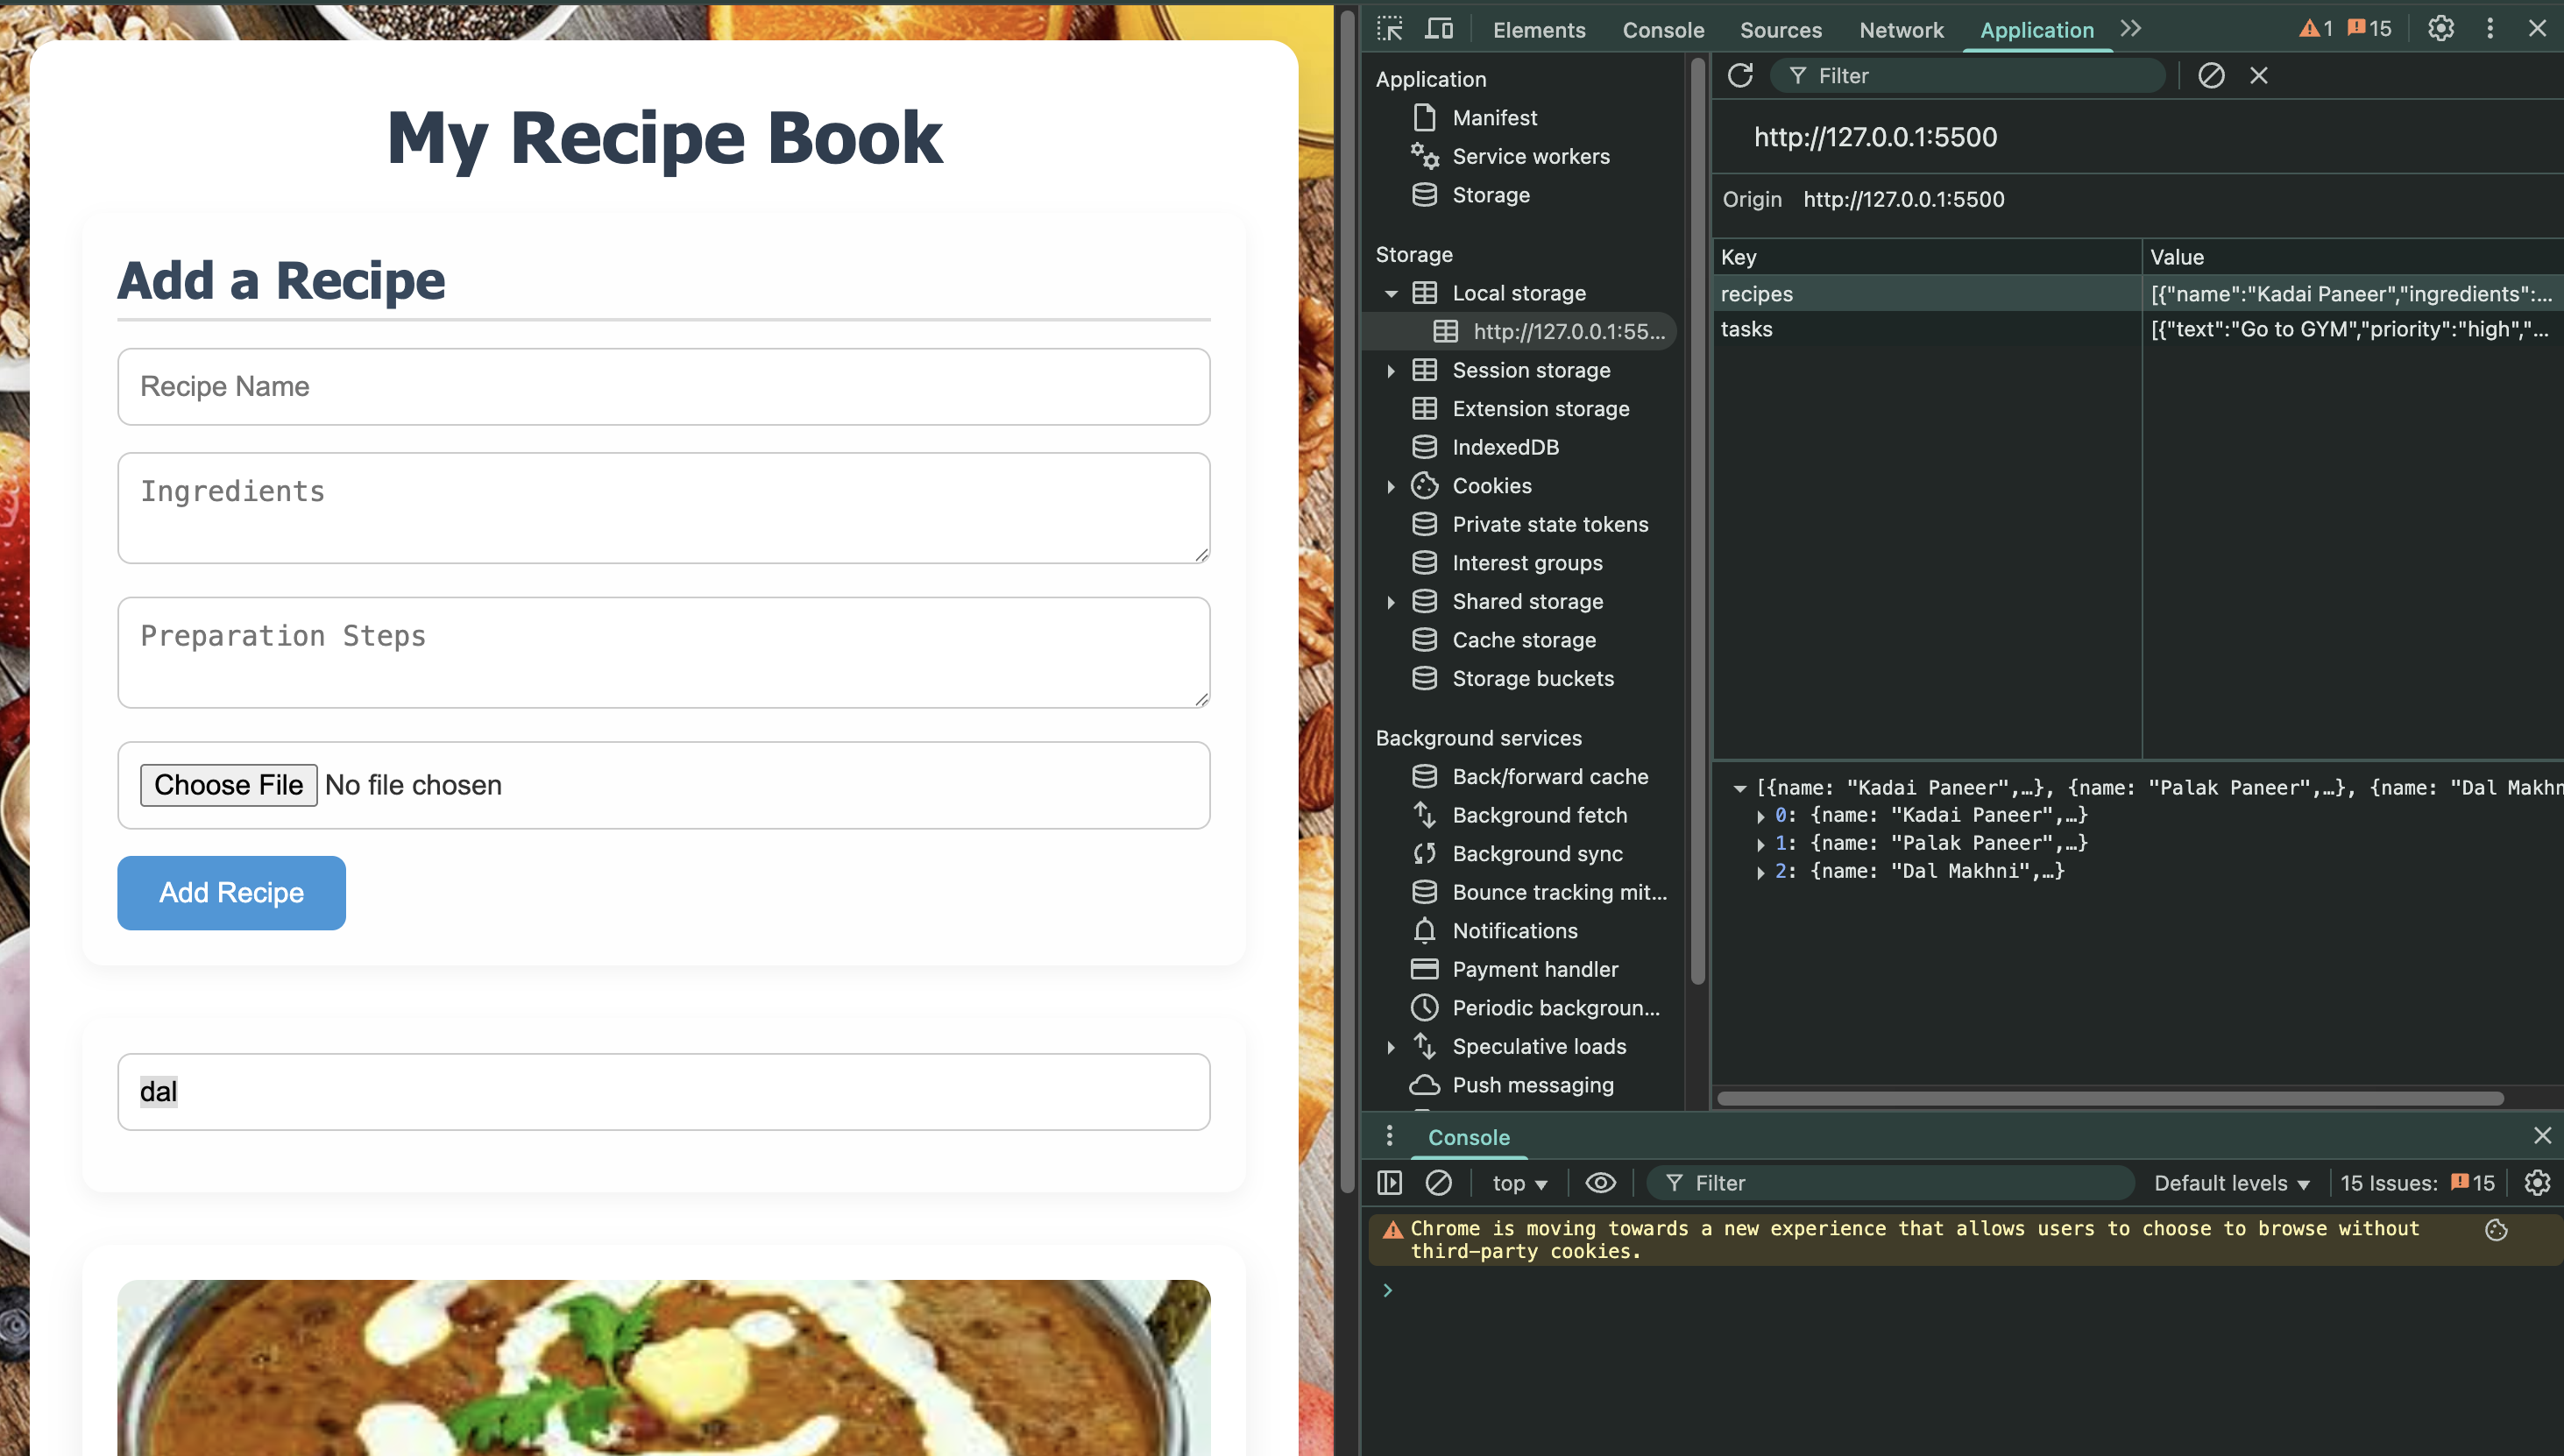 My Recipe Book
Add a Recipe
Recipe Name
Ingredients
Preparation Steps
Choose File No file chosen
Add Recipe
dal
Elements Console Sources Network Application 1 15
Application
Manifest
Service workers
Storage
Storage
Local storage
http://127.0.0.1:55...
Session storage
Extension storage
IndexedDB
Cookies
Private state tokens
Interest groups
Shared storage
Cache storage
Storage buckets
Background services
Back/forward cache
Background fetch
Background sync
Bounce tracking mit...
Notifications
Payment handler
Periodic backgroun...
Speculative loads
Push messaging
Filter
http://127.0.0.1:5500
Origin http://127.0.0.1:5500
Key Value
recipes [{"name":"Kadai Paneer","ingredients":...
tasks [{"text":"Go to GYM","priority":"high","...
[{name: "Kadai Paneer",…}, {name: "Palak Paneer",…}, {name: "Dal Makhn
0: {name: "Kadai Paneer",…}
1: {name: "Palak Paneer",…}
2: {name: "Dal Makhni",…}
Console
top Filter Default levels 15 Issues: 15
Chrome is moving towards a new experience that allows users to choose to browse without
third-party cookies.